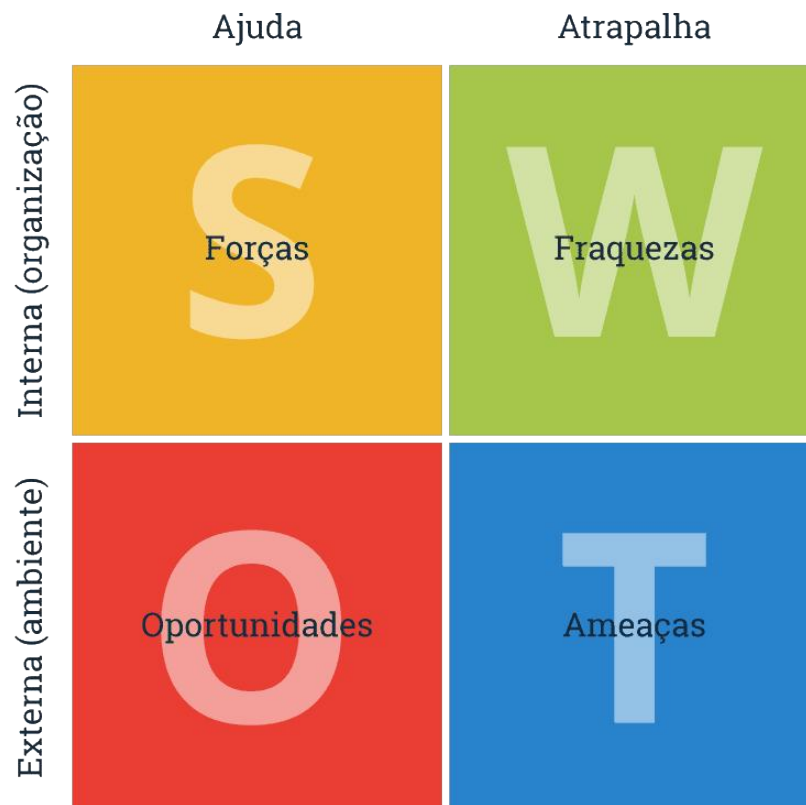 Ajuda
Atrapalha
Interna (organização)
S
Forças
W
Fraquezas
Externa (ambiente)
O
Oportunidades
T
Ameaças